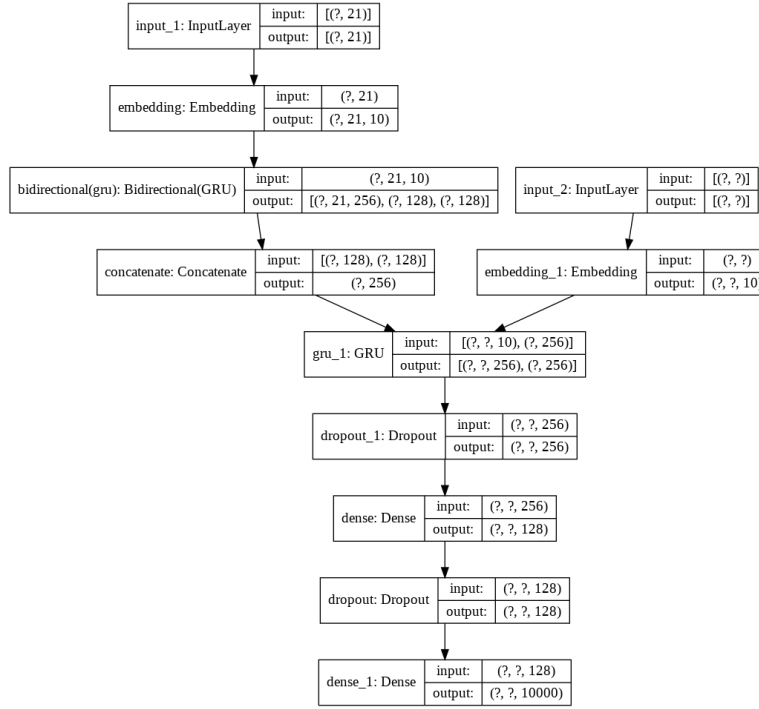 input_1: InputLayer
input: [(?, 21)]
output: [(?, 21)]
embedding: Embedding
input: (?, 21)
output: (?, 21, 10)
bidirectional(gru): Bidirectional(GRU)
input: (?, 21, 10)
output: [(?, 21, 256), (?, 128), (?, 128)]
input_2: InputLayer
input: [(?, ?)]
output: [(?, ?)]
concatenate: Concatenate
input: [(?, 128), (?, 128)]
output: (?, 256)
embedding_1: Embedding
input: (?, ?)
output: (?, ?, 10)
gru_1: GRU
input: [(?, ?, 10), (?, 256)]
output: [(?, ?, 256), (?, 256)]
dropout_1: Dropout
input: (?, ?, 256)
output: (?, ?, 256)
dense: Dense
input: (?, ?, 256)
output: (?, ?, 128)
dropout: Dropout
input: (?, ?, 128)
output: (?, ?, 128)
dense_1: Dense
input: (?, ?, 128)
output: (?, ?, 10000)